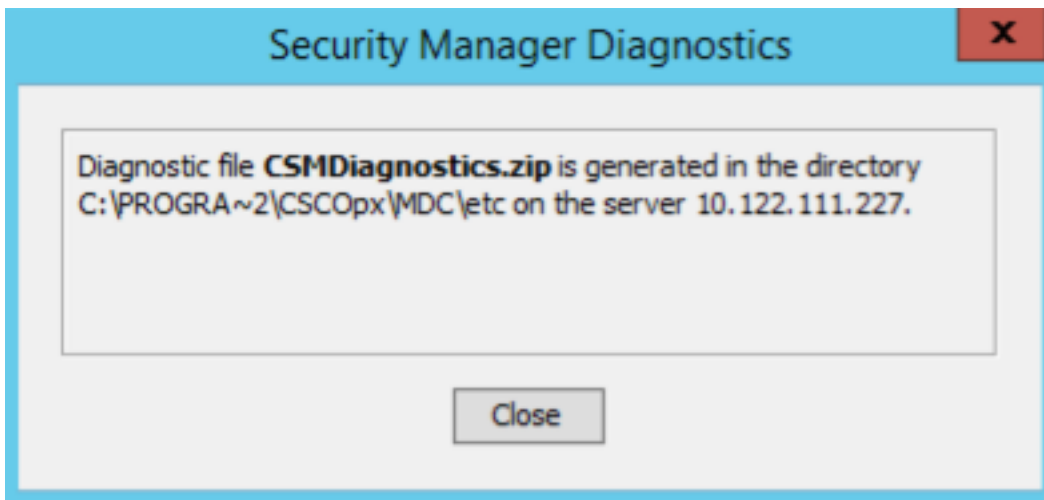 Security Manager Diagnostics
x
Diagnostic file CSMDiagnostics.zip is generated in the directory
C:\PROGRA~2\CSCOpx\MDC\etc on the server 10.122.111.227.
Close